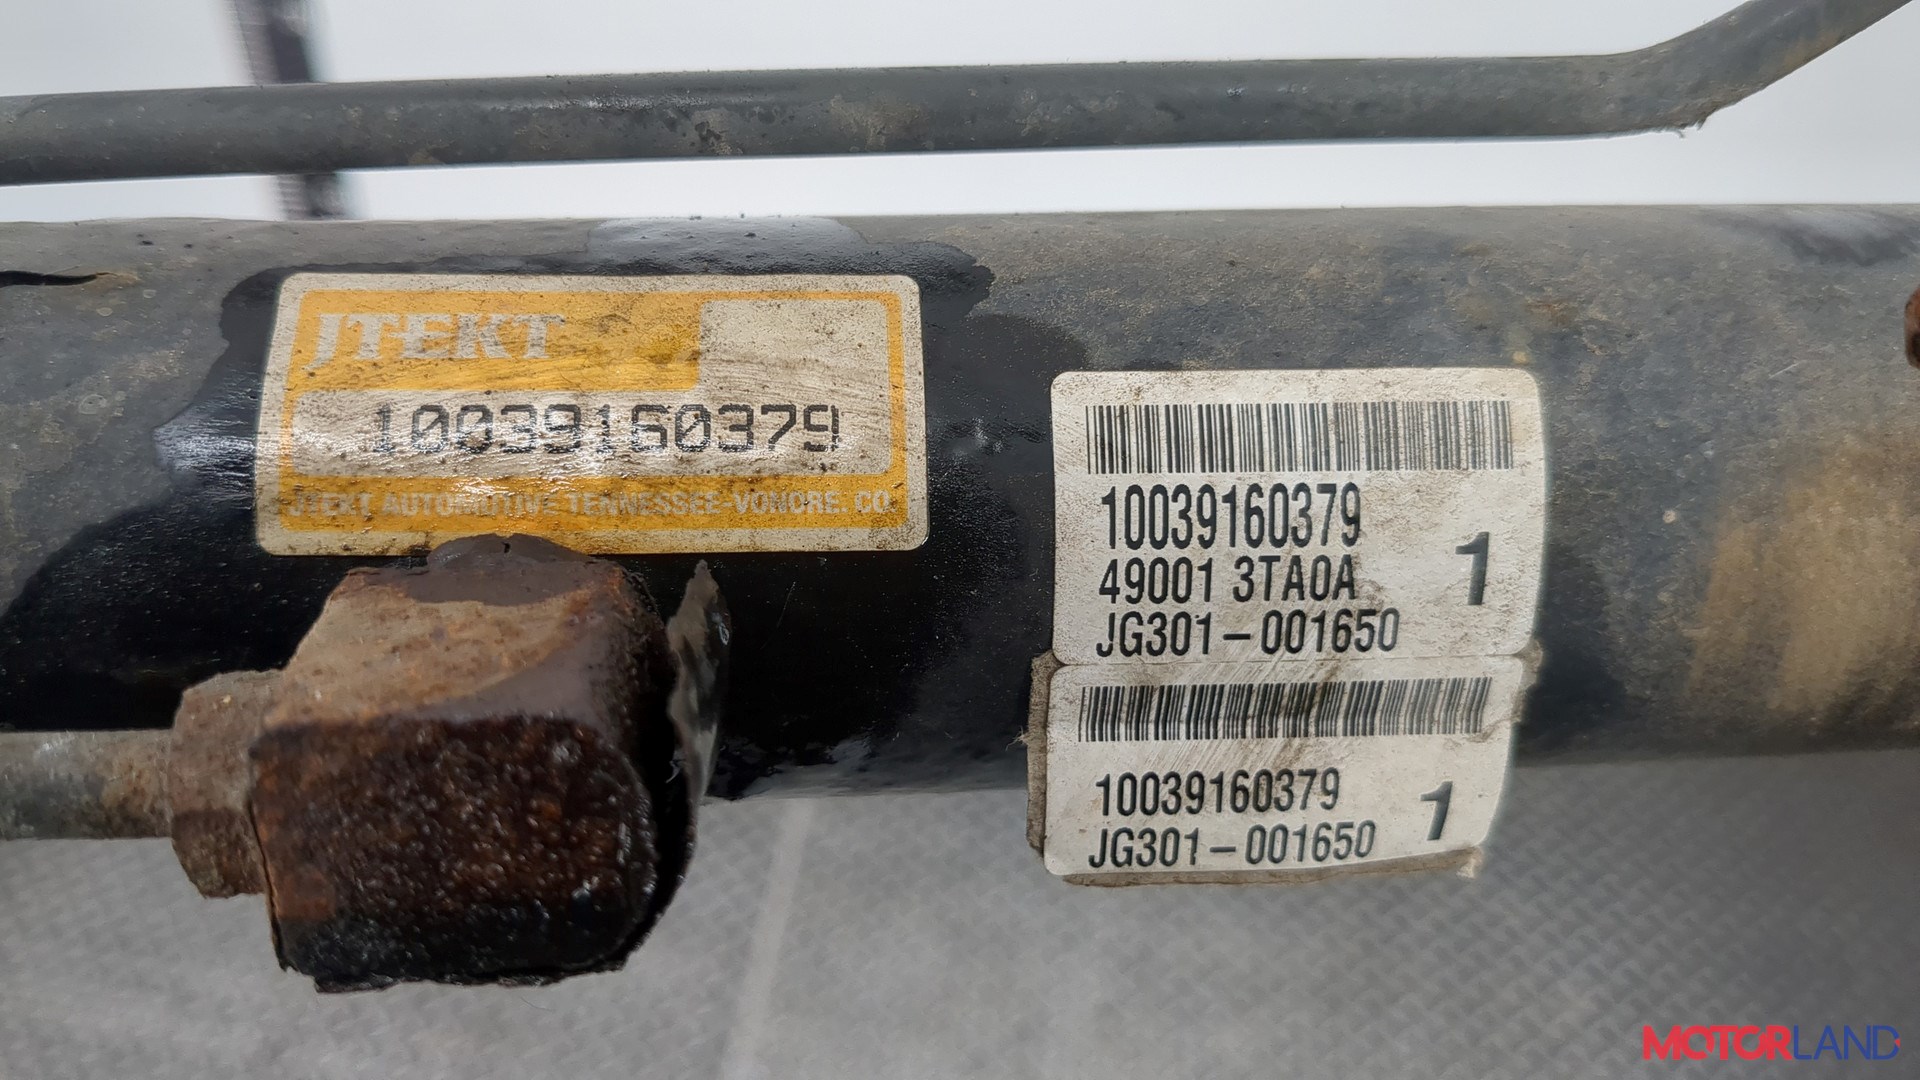 JTEKT
10039160379
JTEKT AUTOMOTIVE TENNESSEE-VONORE. CO.
10039160379
49001 3TA0A
JG301-001650
1
10039160379
JG301-001650
1
MOTORLAND